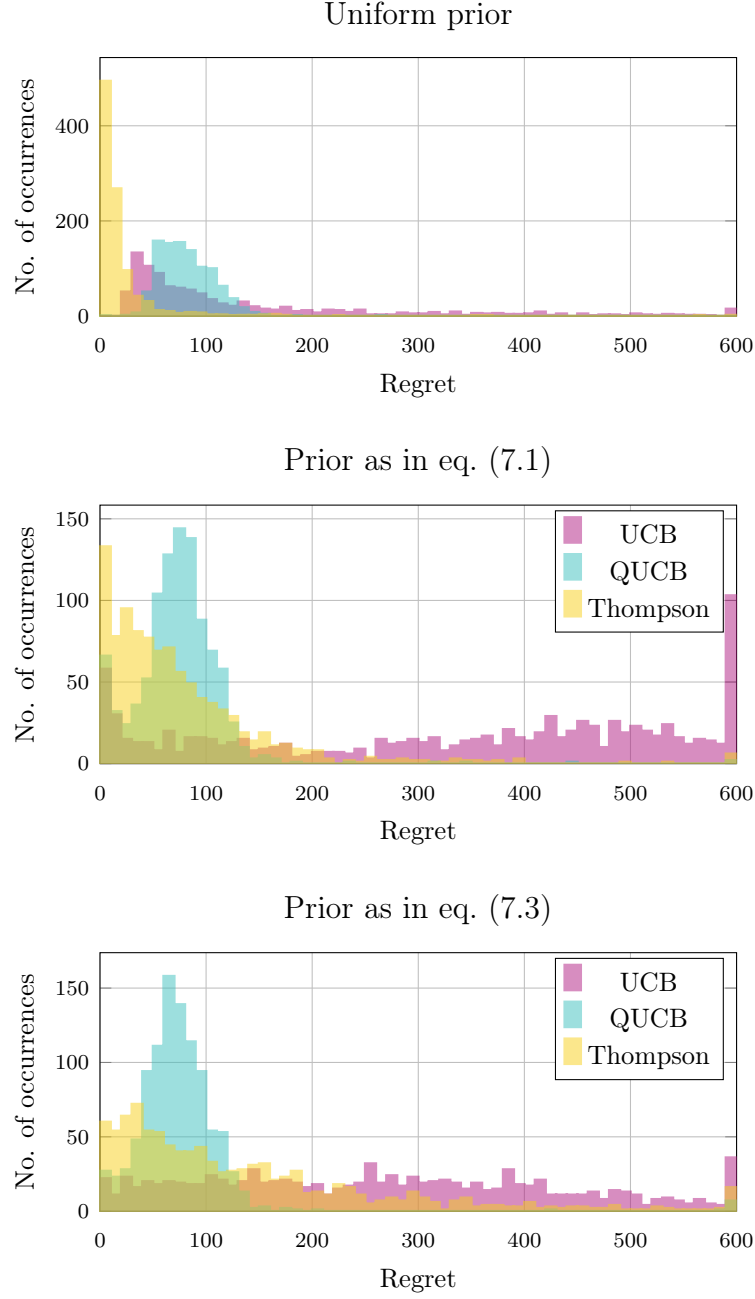 Uniform prior
No. of occurrences
400
200
0
0 100 200 300 400 500 600
Regret
Prior as in eq. (7.1)
No. of occurrences
150
100
50
0
UCB
QUCB
Thompson
0 100 200 300 400 500 600
Regret
Prior as in eq. (7.3)
No. of occurrences
150
100
50
0
UCB
QUCB
Thompson
0 100 200 300 400 500 600
Regret